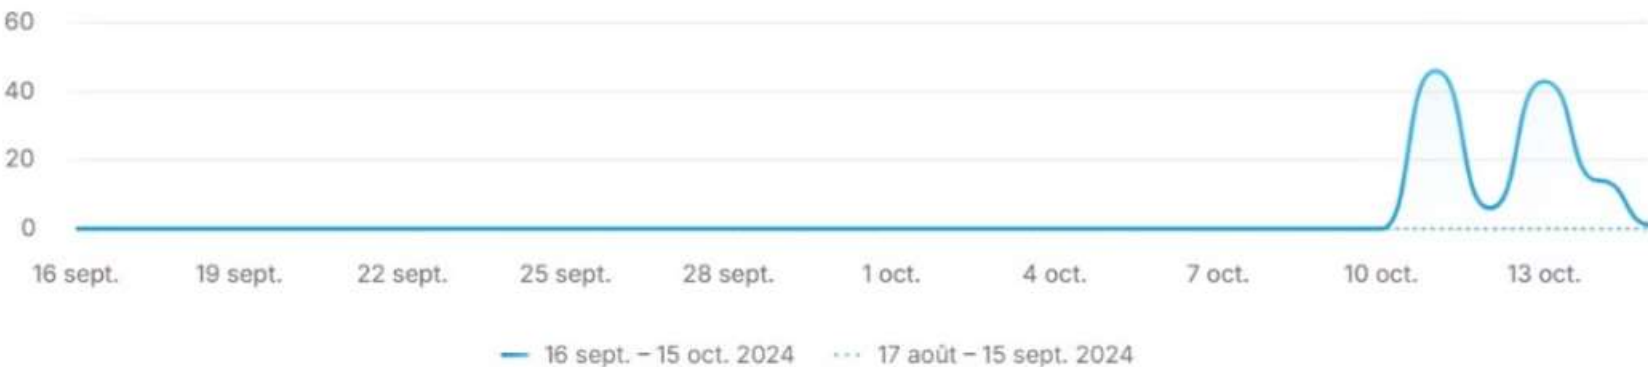 60
40
20
0
16 sept. 19 sept. 22 sept. 25 sept. 28 sept. 1 oct. 4 oct. 7 oct. 10 oct. 13 oct.
16 sept. – 15 oct. 2024 17 août – 15 sept. 2024